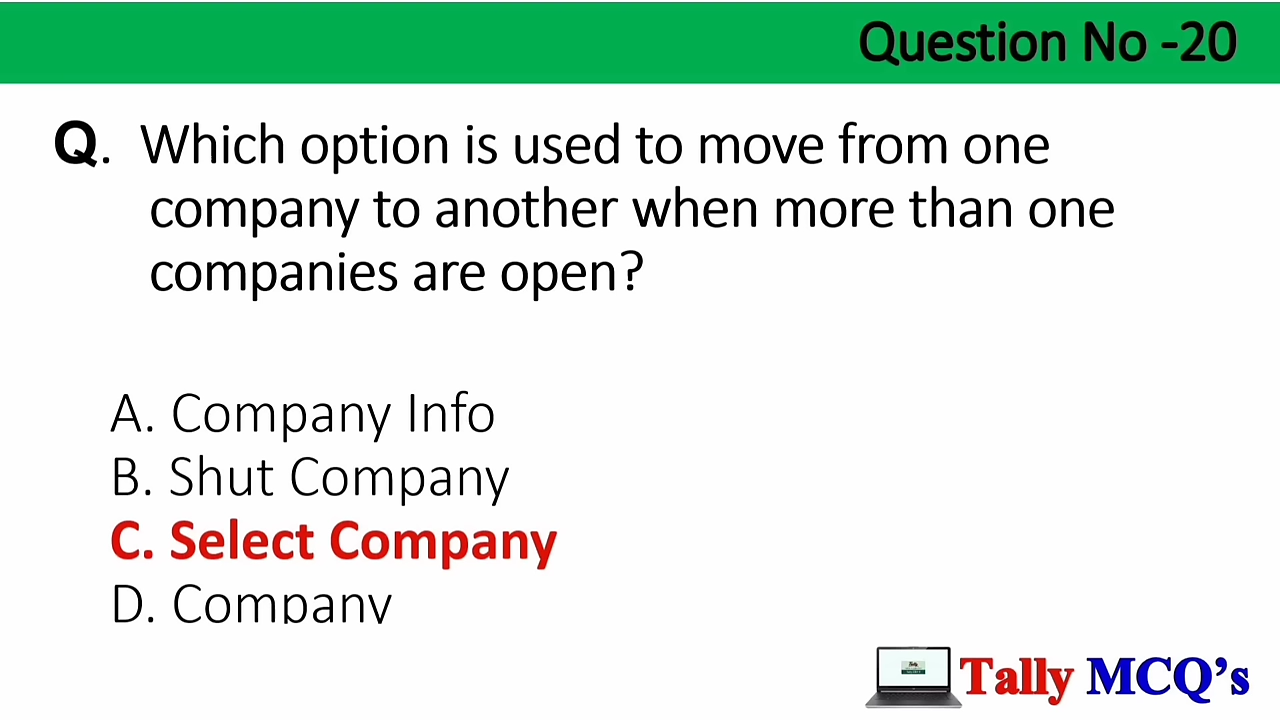 Question No -20
Q. Which option is used to move from one
company to another when more than one
companies are open?
A. Company Info
B. Shut Company
C. Select Company
D. Company
Tally MCQ's